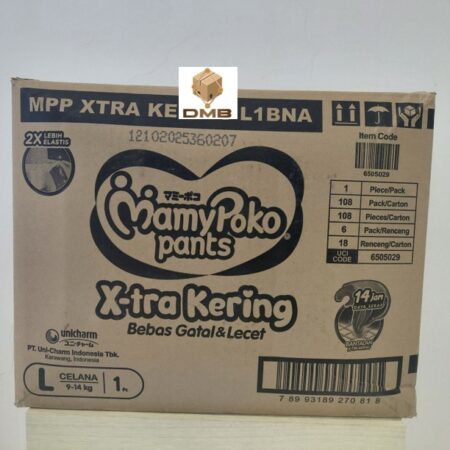 DMB
MPP XTRA KE L1BNA
2X LEBIH
ELASTIS
12102025360207
Item Code
6505029
1 Piece/Pack
108 Pack/Carton
108 Pieces/Carton
6 Pack/Renceng
18 Renceng/Carton
UCI CODE 6505029
マミーポコ
MamyPoko®
pants
X-tra Kering
Bebas Gatal & Lecet
14 jam
DAYA SERAP
unicharm
ユニ・チャーム
PT. Uni-Charm Indonesia Tbk.
Karawang, Indonesia
L CELANA 9-14 kg 1 Pc.
7 89 93189 270 81 8